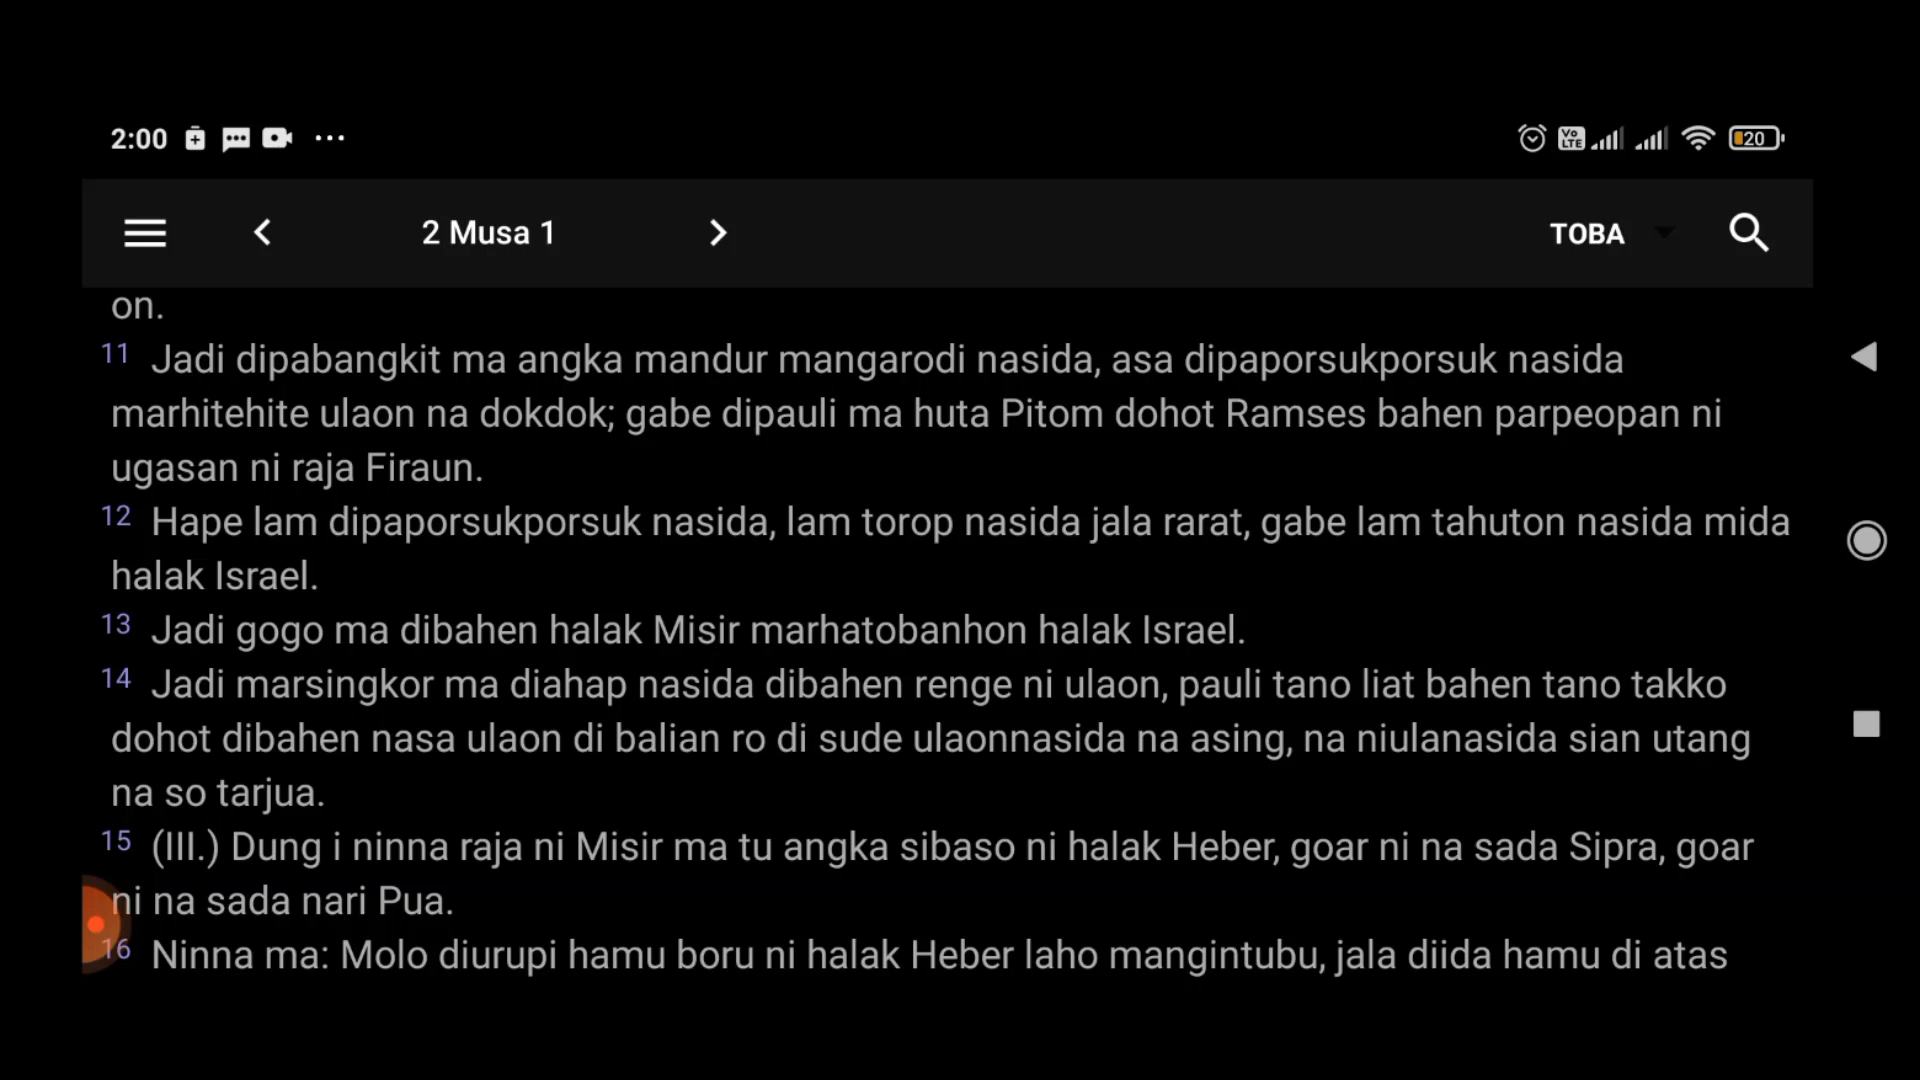 2:00
Vo LTE
20
2 Musa 1
TOBA
on.
11 Jadi dipabangkit ma angka mandur mangarodi nasida, asa dipaporsukporsuk nasida
marhitehite ulaon na dokdok; gabe dipauli ma huta Pitom dohot Ramses bahen parpeopan ni
ugasan ni raja Firaun.
12 Hape lam dipaporsukporsuk nasida, lam torop nasida jala rarat, gabe lam tahuton nasida mida
halak Israel.
13 Jadi gogo ma dibahen halak Misir marhatobanhon halak Israel.
14 Jadi marsingkor ma diahap nasida dibahen renge ni ulaon, pauli tano liat bahen tano takko
dohot dibahen nasa ulaon di balian ro di sude ulaonnasida na asing, na niulanasida sian utang
na so tarjua.
15 (III.) Dung i ninna raja ni Misir ma tu angka sibaso ni halak Heber, goar ni na sada Sipra, goar
ni na sada nari Pua.
16 Ninna ma: Molo diurupi hamu boru ni halak Heber laho mangintubu, jala diida hamu di atas